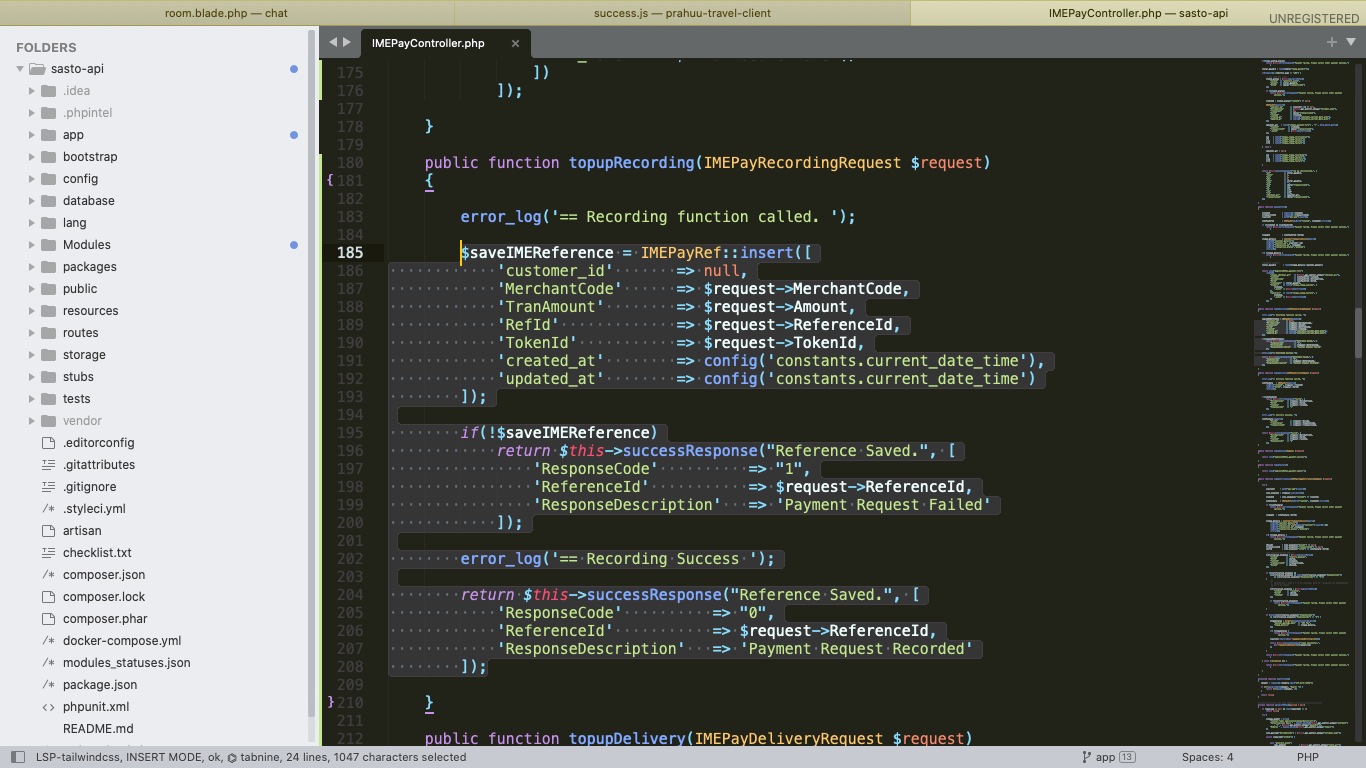 room.blade.php — chat
success.js — prahuu-travel-client
IMEPayController.php — sasto-api
UNREGISTERED
FOLDERS
sasto-api
.idea
.phpintel
app
bootstrap
config
database
lang
Modules
packages
public
resources
routes
storage
stubs
tests
vendor
.editorconfig
.gitattributes
.gitignore
.styleci.yml
artisan
checklist.txt
composer.json
composer.lock
composer.phar
docker-compose.yml
modules_statuses.json
package.json
phpunit.xml
README.md
IMEPayController.php
175 ])
176 ]);
177
178 }
179
180 public function topupRecording(IMEPayRecordingRequest $request)
181 {
182
183 error_log('== Recording function called. ');
184
185 $saveIMEReference = IMEPayRef::insert([
186 'customer_id' => null,
187 'MerchantCode' => $request->MerchantCode,
188 'TranAmount' => $request->Amount,
189 'RefId' => $request->ReferenceId,
190 'TokenId' => $request->TokenId,
191 'created_at' => config('constants.current_date_time'),
192 'updated_at' => config('constants.current_date_time')
193 ]);
194
195 if(!$saveIMEReference)
196 return $this->successResponse("Reference Saved.", [
197 'ResponseCode' => "1",
198 'ReferenceId' => $request->ReferenceId,
199 'ResponseDescription' => 'Payment Request Failed'
200 ]);
201
202 error_log('== Recording Success ');
203
204 return $this->successResponse("Reference Saved.", [
205 'ResponseCode' => "0",
206 'ReferenceId' => $request->ReferenceId,
207 'ResponseDescription' => 'Payment Request Recorded'
208 ]);
209
210 }
211
212 public function topupDelivery(IMEPayDeliveryRequest $request)
LSP-tailwindcss, INSERT MODE, ok, tabnine, 24 lines, 1047 characters selected
app 13
Spaces: 4
PHP